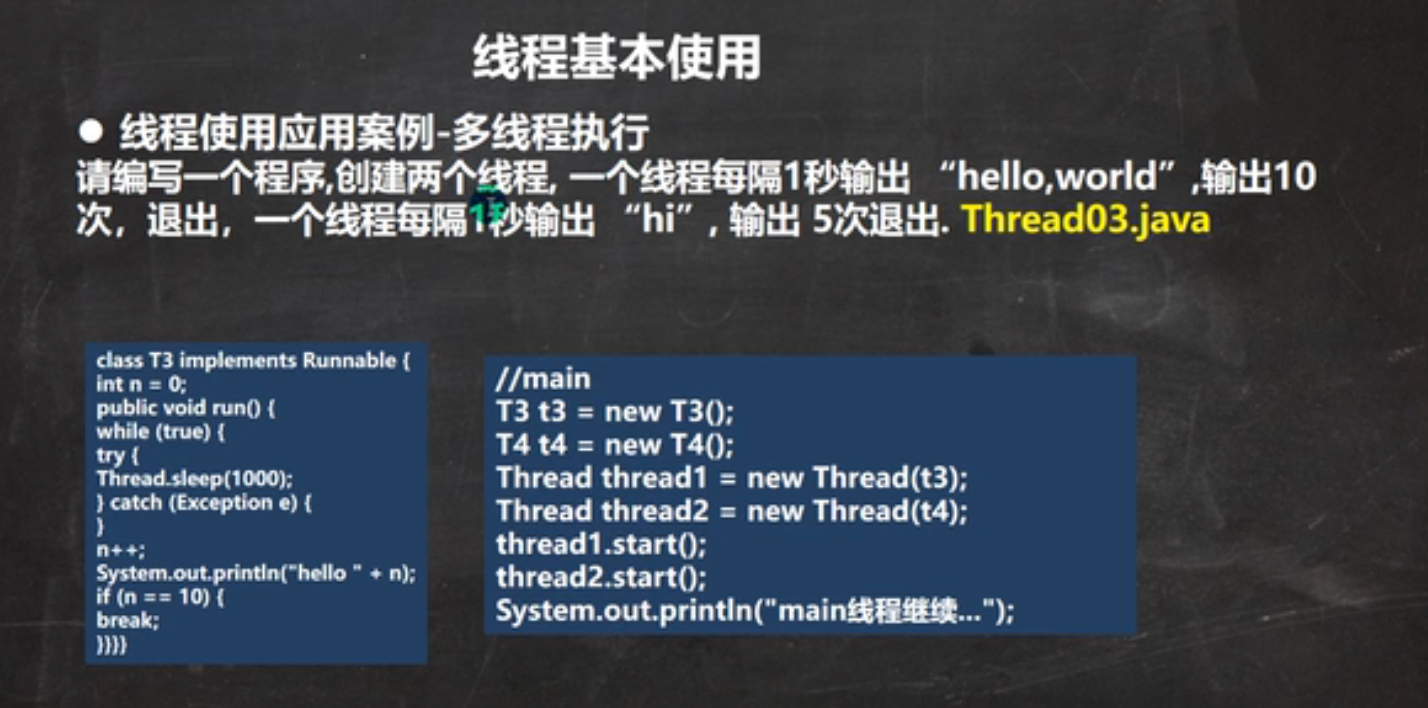 线程基本使用
● 线程使用应用案例-多线程执行
请编写一个程序,创建两个线程, 一个线程每隔1秒输出 “hello,world” ,输出10
次，退出，一个线程每隔1秒输出 “hi” , 输出 5次退出. Thread03.java
class T3 implements Runnable {
int n = 0;
public void run() {
while (true) {
try {
Thread.sleep(1000);
} catch (Exception e) {
}
n++;
System.out.println("hello " + n);
if (n == 10) {
break;
}}}}
//main
T3 t3 = new T3();
T4 t4 = new T4();
Thread thread1 = new Thread(t3);
Thread thread2 = new Thread(t4);
thread1.start();
thread2.start();
System.out.println("main线程继续...");